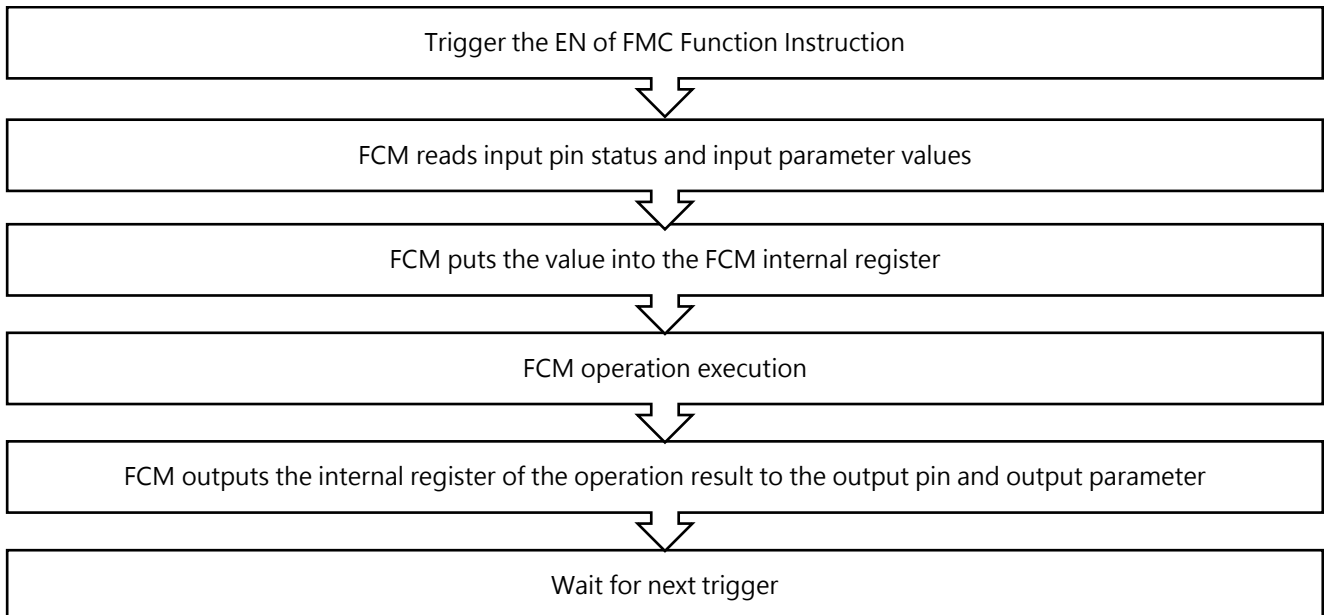 Trigger the EN of FMC Function Instruction
FCM reads input pin status and input parameter values
FCM puts the value into the FCM internal register
FCM operation execution
FCM outputs the internal register of the operation result to the output pin and output parameter
Wait for next trigger